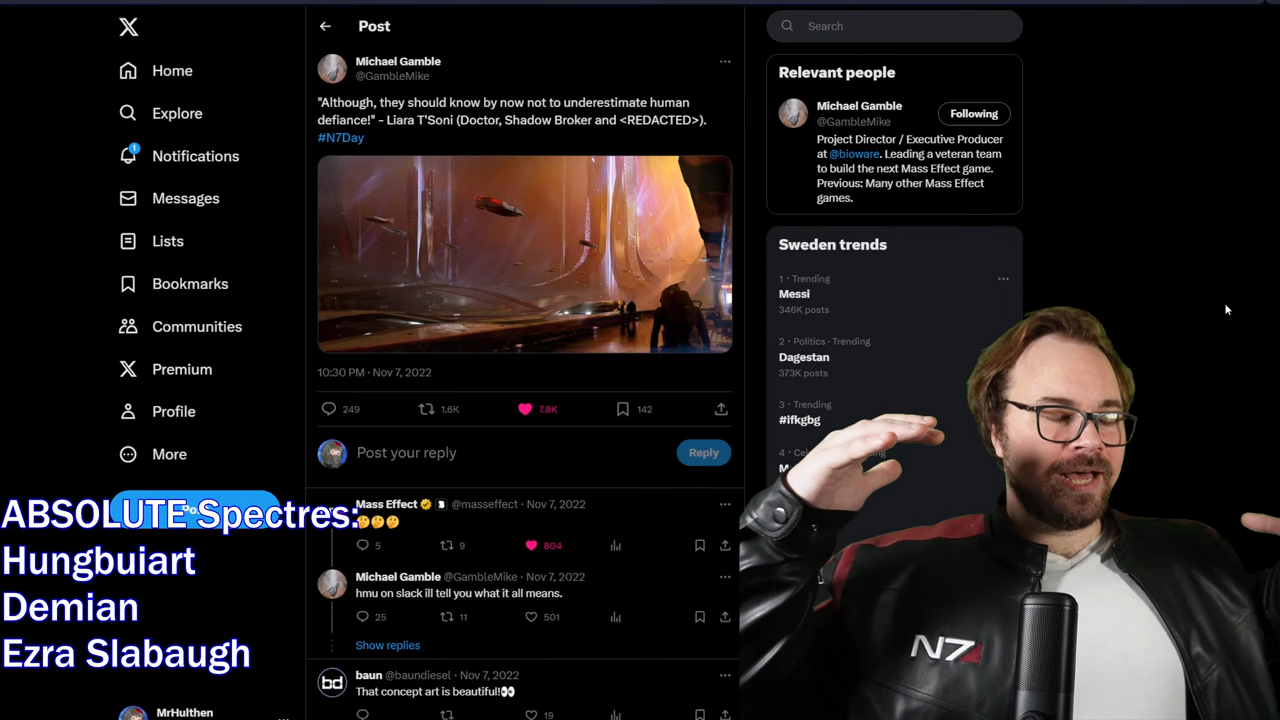 X
Home
Explore
1
Notifications
Messages
Lists
Bookmarks
Communities
Premium
Profile
More
ABSOLUTE Spectres:
Hungbuiart
Demian
Ezra Slabaugh
MrHulthen
Post
Michael Gamble
@GambleMike
"Although, they should know by now not to underestimate human
defiance!" - Liara T'Soni (Doctor, Shadow Broker and <REDACTED>).
#N7Day
10:30 PM · Nov 7, 2022
249 1.6K 7.8K 142
Post your reply
Reply
Mass Effect @masseffect · Nov 7, 2022
🤔🤔🤔
5 9 804
Michael Gamble @GambleMike · Nov 7, 2022
hmu on slack ill tell you what it all means.
25 11 501
Show replies
bd
baun @baundiesel · Nov 7, 2022
That concept art is beautiful!👀
19
Search
Relevant people
Michael Gamble
@GambleMike
Following
Project Director / Executive Producer
at @bioware. Leading a veteran team
to build the next Mass Effect game.
Previous: Many other Mass Effect
games.
Sweden trends
1 · Trending
Messi
346K posts
2 · Politics · Trending
Dagestan
373K posts
3 · Trending
#ifkgbg
N7